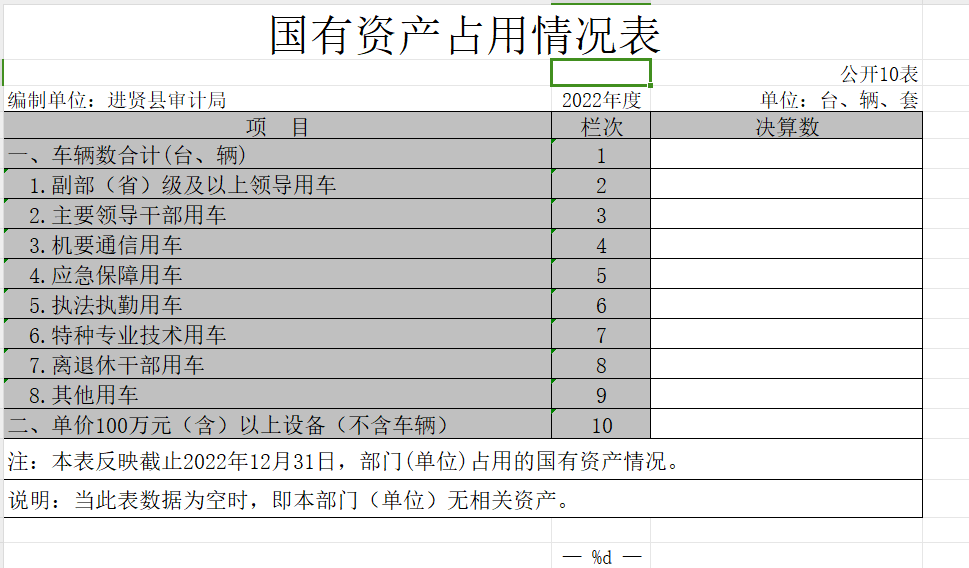 国有资产占用情况表
公开10表
编制单位：进贤县审计局 2022年度 单位：台、辆、套
项 目 栏次 决算数
一、车辆数合计(台、辆) 1
1.副部（省）级及以上领导用车 2
2.主要领导干部用车 3
3.机要通信用车 4
4.应急保障用车 5
5.执法执勤用车 6
6.特种专业技术用车 7
7.离退休干部用车 8
8.其他用车 9
二、单价100万元（含）以上设备（不含车辆） 10
注：本表反映截止2022年12月31日，部门(单位)占用的国有资产情况。
说明：当此表数据为空时，即本部门（单位）无相关资产。
— %d —